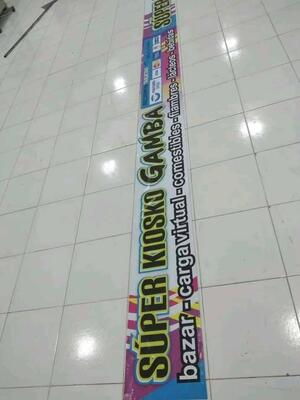 SÚPER KIOSKO GAMBA
bazar - carga virtual - comestibles - fiambres - lácteos - bebidas
SÚPER